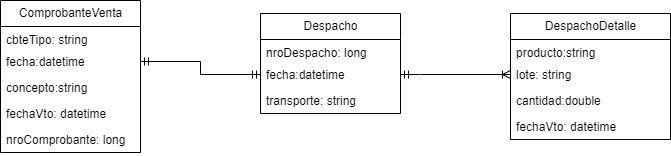 ComprobanteVenta
cbteTipo: string
fecha:datetime
concepto:string
fechaVto: datetime
nroComprobante: long
Despacho
nroDespacho: long
fecha:datetime
transporte: string
DespachoDetalle
producto:string
lote: string
cantidad:double
fechaVto: datetime